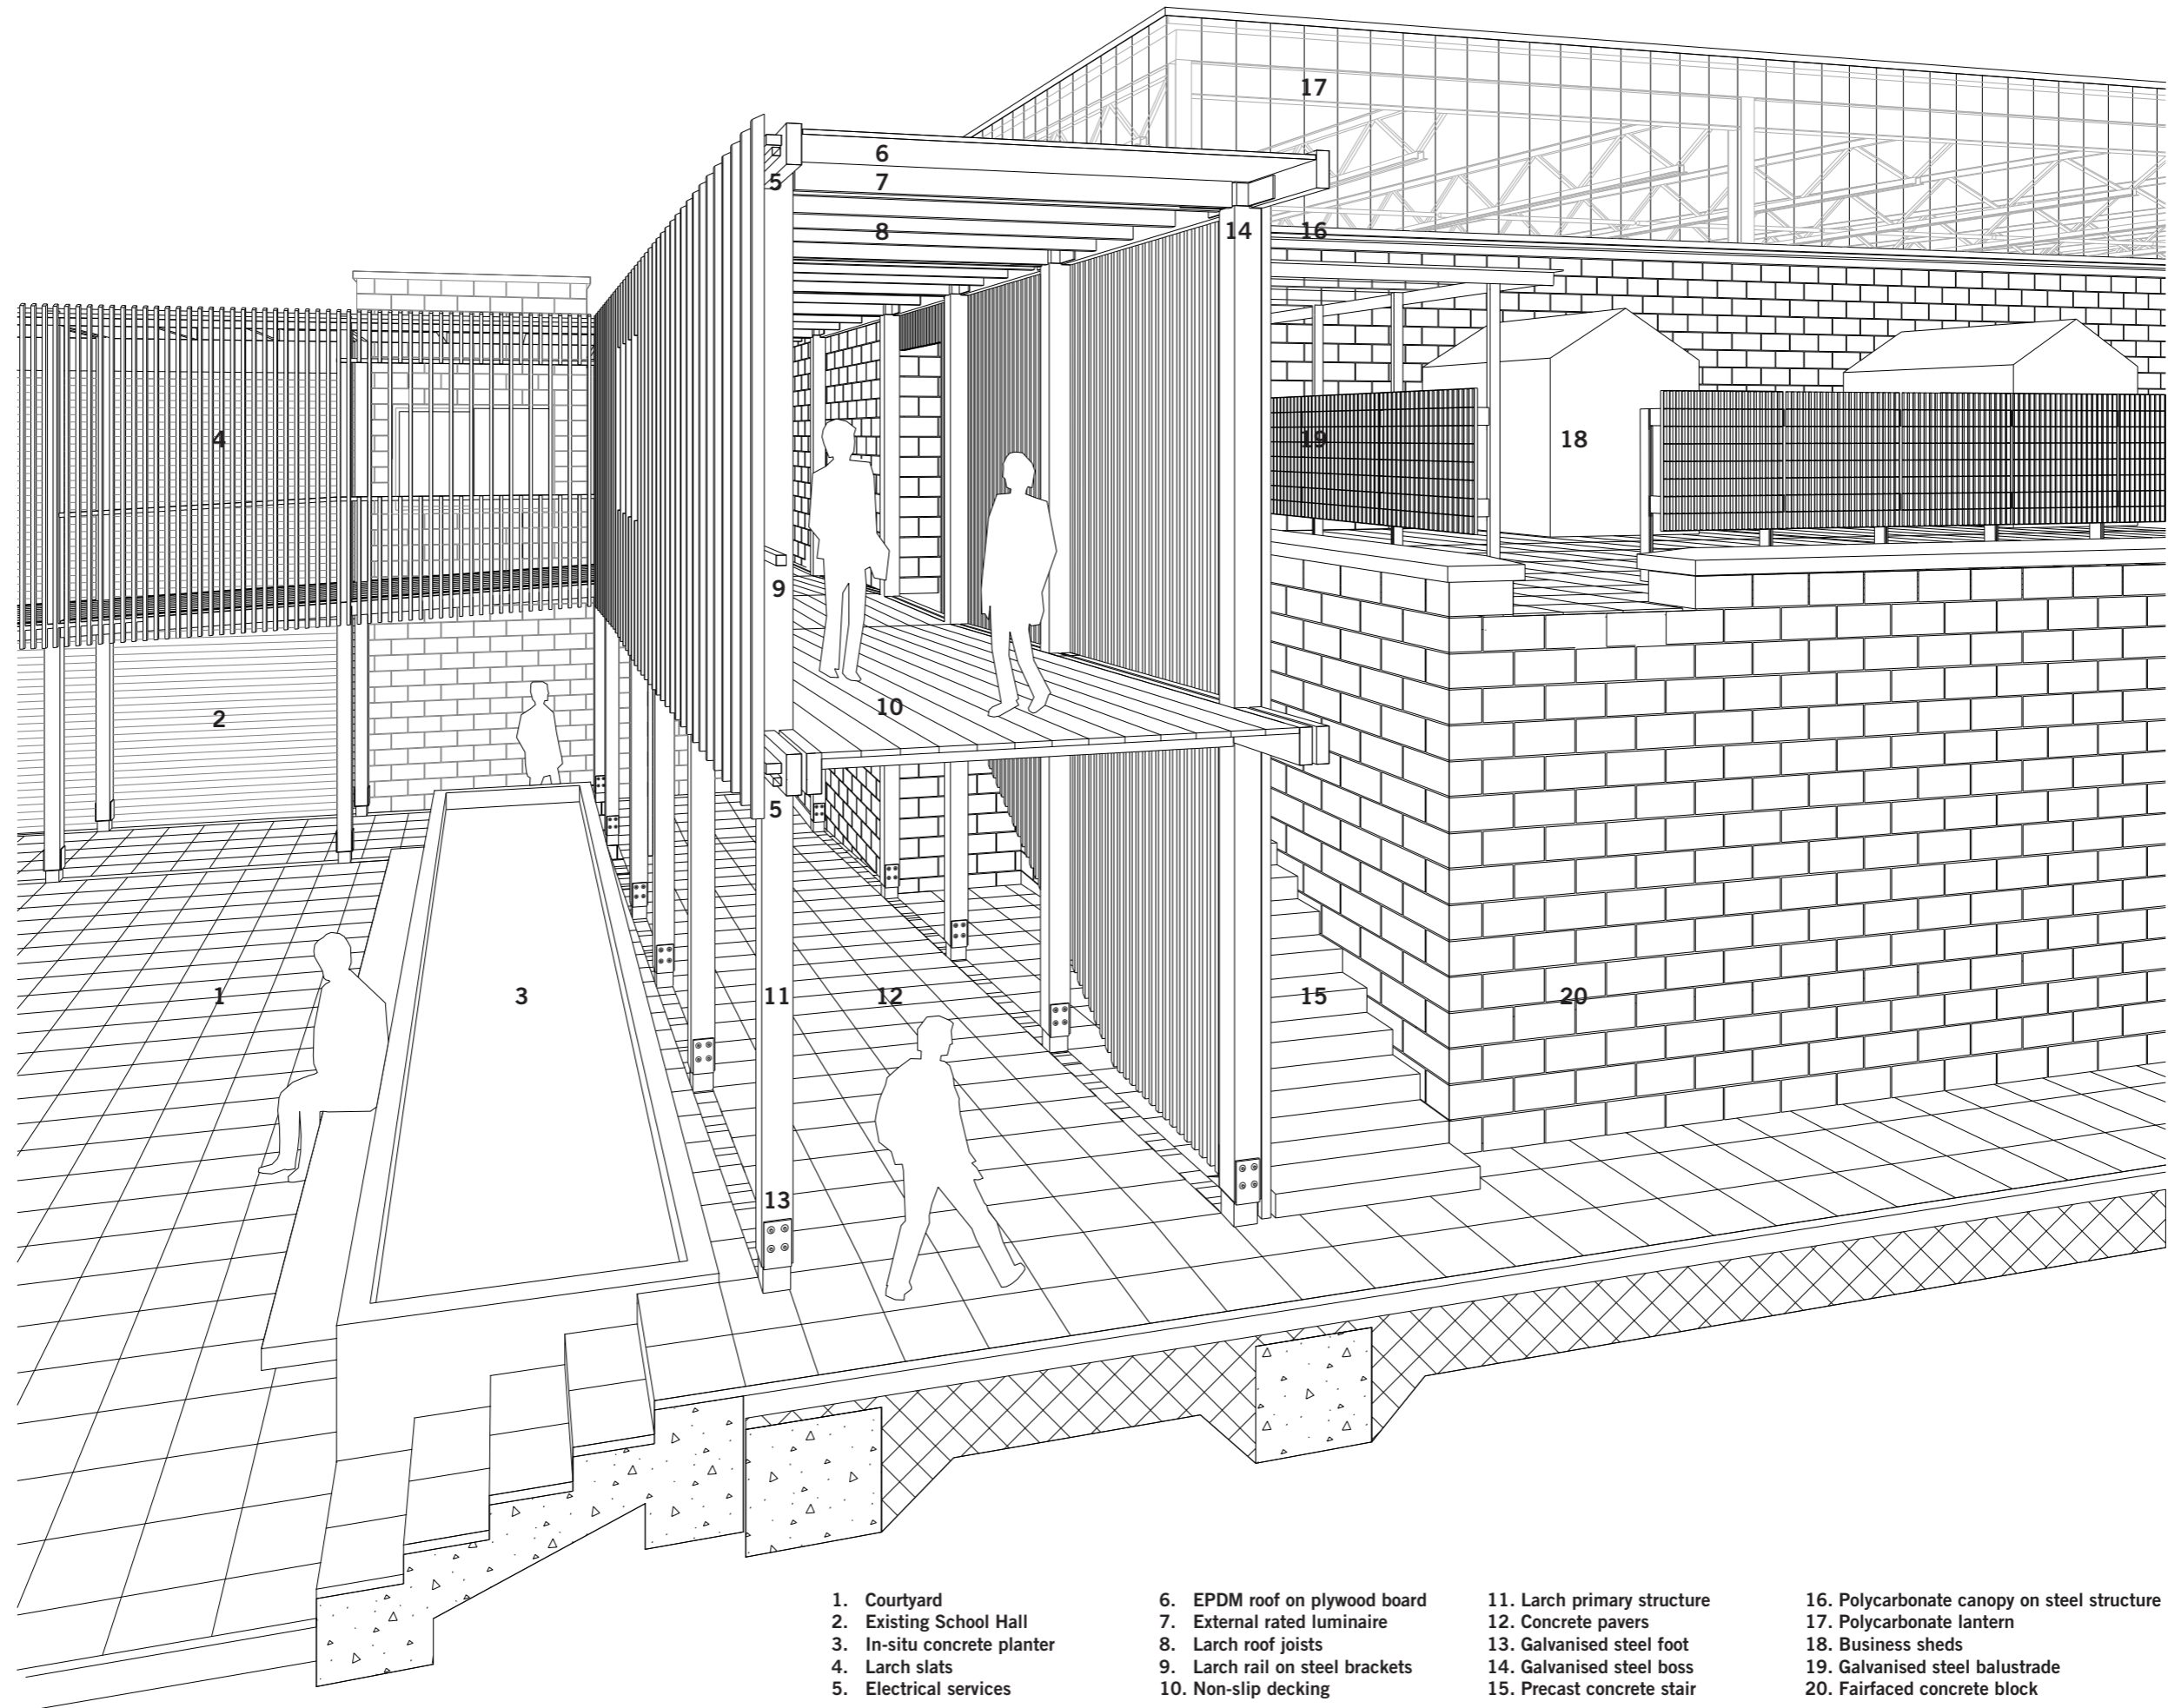 17
6
5
7
8
14
16
4
19
18
9
2
10
5
1
3
11
12
15
20
13
1. Courtyard
2. Existing School Hall
3. In-situ concrete planter
4. Larch slats
5. Electrical services
6. EPDM roof on plywood board
7. External rated luminaire
8. Larch roof joists
9. Larch rail on steel brackets
10. Non-slip decking
11. Larch primary structure
12. Concrete pavers
13. Galvanised steel foot
14. Galvanised steel boss
15. Precast concrete stair
16. Polycarbonate canopy on steel structure
17. Polycarbonate lantern
18. Business sheds
19. Galvanised steel balustrade
20. Fairfaced concrete block